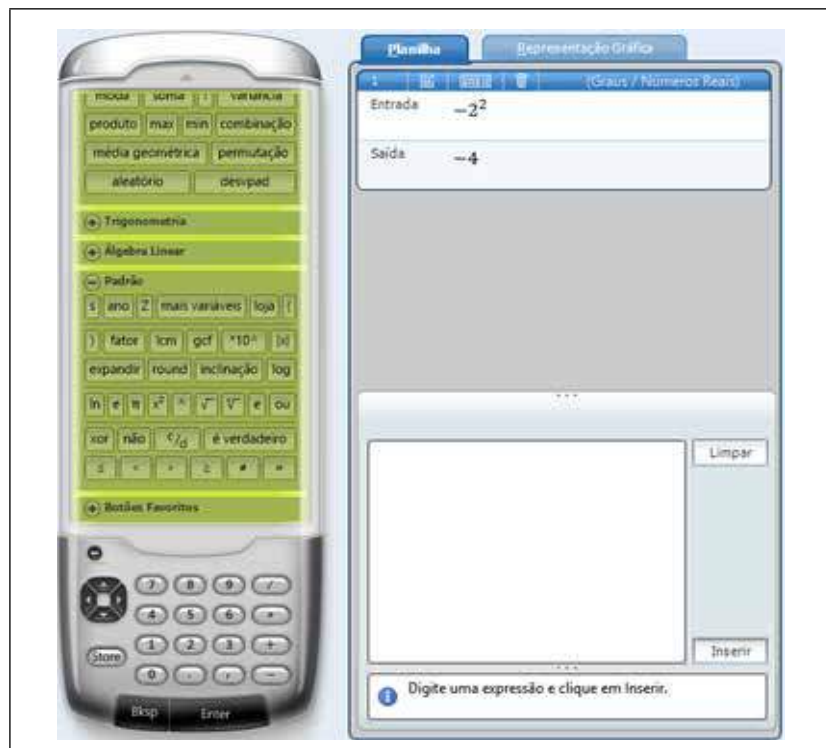 moda soma ! variância
produto max min combinação
média geométrica permutação
aleatório desvpad
Trigonometria
Álgebra Linear
Padrão
s ano Z mais variáveis loja (
) fator lcm gcf *10^ |x|
expandir round inclinação log
ln e π x² ^ √ ∜ e ou
xor não c/d é verdadeiro
≤ < > ≥ ≠ =
Botões Favoritos
7 8 9 /
4 5 6 *
Store 1 2 3 +
0 . , −
Bksp Enter
Planilha Representação Gráfica
1 (Graus / Números Reais)
Entrada −2²
Saída −4
Limpar
Inserir
Digite uma expressão e clique em Inserir.